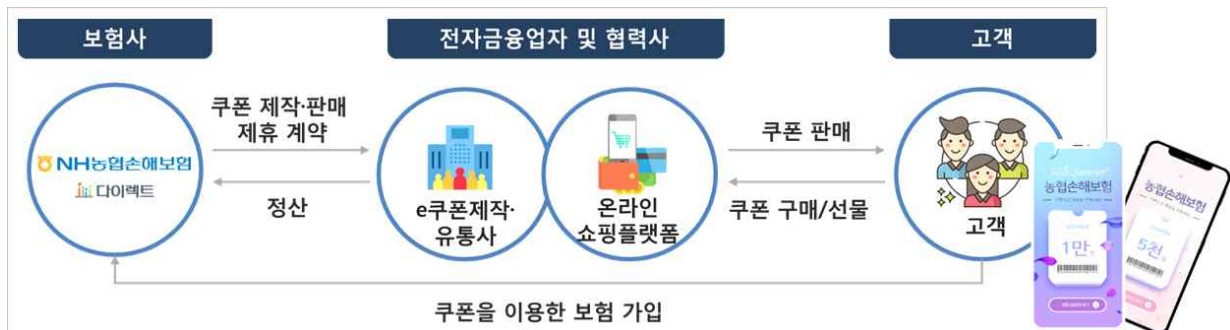 보험사
전자금융업자 및 협력사
고객
NH농협손해보험
다이렉트
쿠폰 제작·판매
제휴 계약
정산
e쿠폰제작·
유통사
온라인
쇼핑플랫폼
쿠폰 판매
쿠폰 구매/선물
고객
농협손해보험
1만
농협손해보험
5천
쿠폰을 이용한 보험 가입